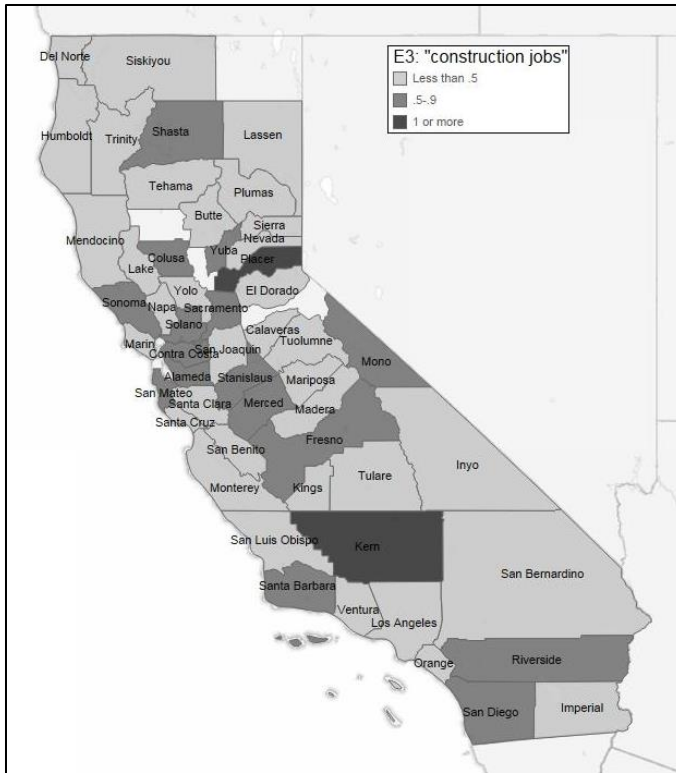 E3: "construction jobs"
Less than .5
.5-.9
1 or more
Del Norte
Siskiyou
Humboldt
Trinity
Shasta
Lassen
Tehama
Plumas
Butte
Sierra
Nevada
Mendocino
Colusa
Yuba
Placer
Lake
El Dorado
Yolo
Sonoma
Napa
Sacramento
Solano
Calaveras
Marin
Tuolumne
San Joaquin
Contra Costa
Mono
Alameda
Stanislaus
Mariposa
San Mateo
Santa Clara
Merced
Madera
Santa Cruz
Fresno
San Benito
Inyo
Tulare
Monterey
Kings
San Luis Obispo
Kern
San Bernardino
Santa Barbara
Ventura
Los Angeles
Orange
Riverside
San Diego
Imperial